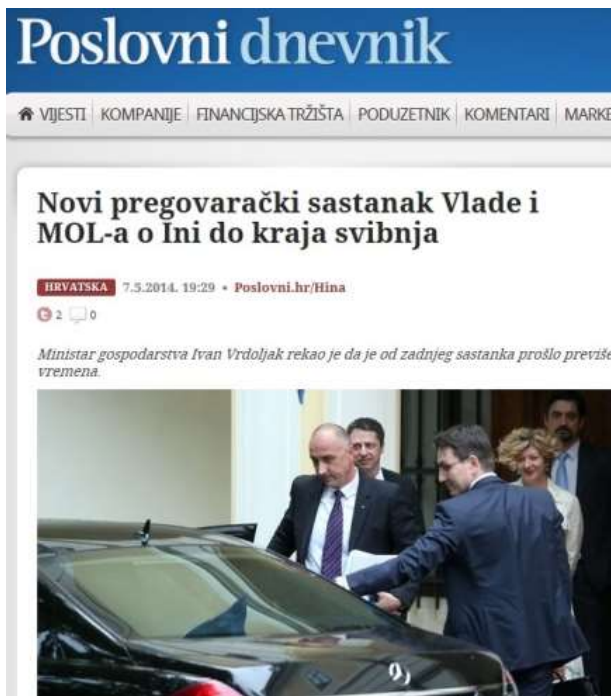 Poslovni dnevnik
VIJESTI KOMPANIJE FINANCIJSKA TRŽIŠTA PODUZETNIK KOMENTARI MARKE
Novi pregovarački sastanak Vlade i
MOL-a o Ini do kraja svibnja
HRVATSKA 7.5.2014. 19:29 • Poslovni.hr/Hina
2 0
Ministar gospodarstva Ivan Vrdoljak rekao je da je od zadnjeg sastanka prošlo previše
vremena.